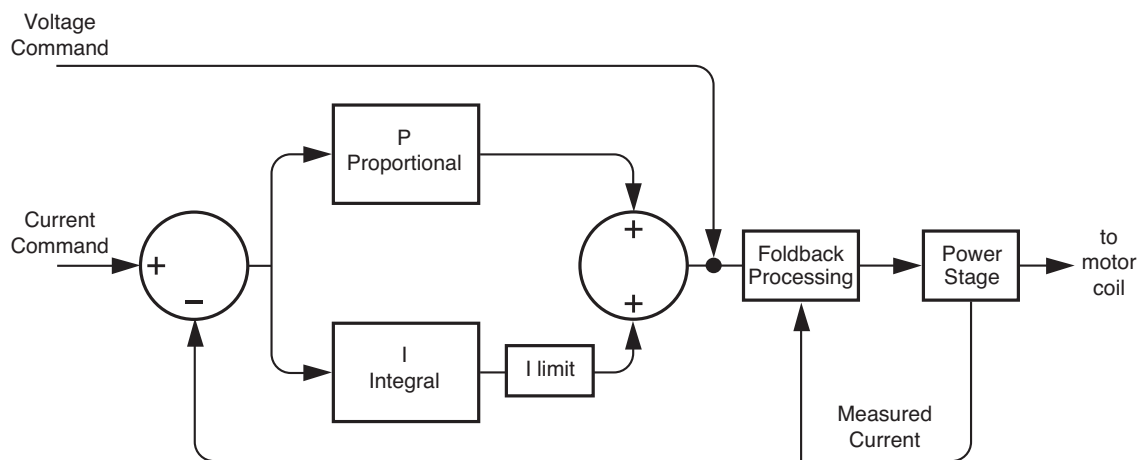 Voltage
Command
P
Proportional
Current
Command
+
−
+
+
Foldback
Processing
Power
Stage
to
motor
coil
I
Integral
I limit
Measured
Current